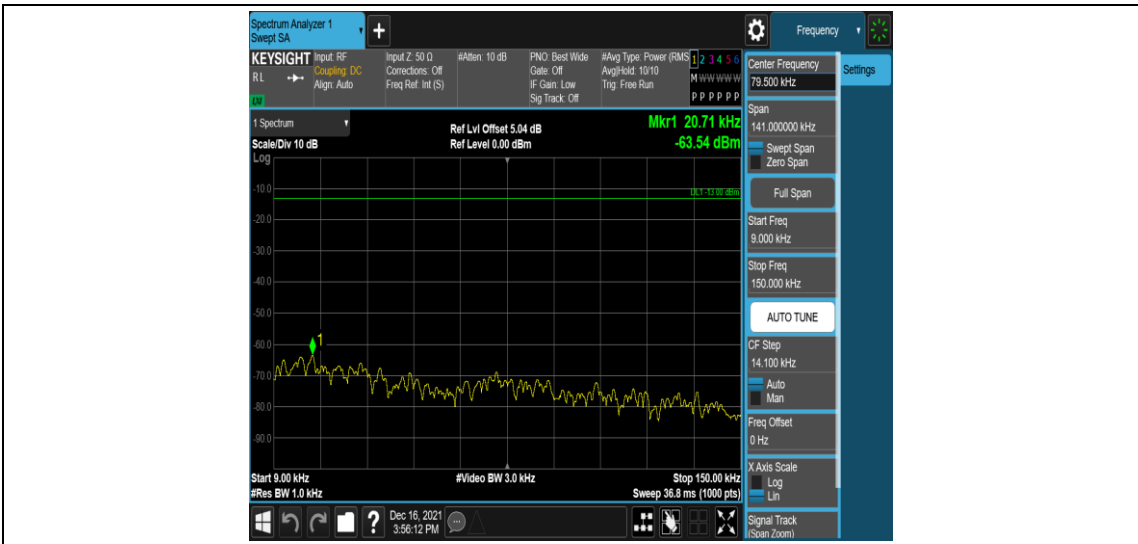 Spectrum Analyzer 1
Swept SA
+
Frequency
KEYSIGHT
Input: RF
Input Z: 50 Ω
#Atten: 10 dB
PNO: Best Wide
#Avg Type: Power (RMS
1 2 3 4 5 6
RL
Coupling: DC
Corrections: Off
Gate: Off
Avg|Hold: 10/10
M W W W W W
Align: Auto
Freq Ref: Int (S)
IF Gain: Low
Trig: Free Run
Sig Track: Off
P P P P P P
Center Frequency
79.500 kHz
Settings
Span
141.000000 kHz
Swept Span
Zero Span
Full Span
Start Freq
9.000 kHz
Stop Freq
150.000 kHz
AUTO TUNE
CF Step
14.100 kHz
Auto
Man
Freq Offset
0 Hz
X Axis Scale
Log
Lin
Signal Track
(Span Zoom)
1 Spectrum
Scale/Div 10 dB
Ref Lvl Offset 5.04 dB
Ref Level 0.00 dBm
Mkr1 20.71 kHz
-63.54 dBm
Log
DL1 -13.00 dBm
-10.0
-20.0
-30.0
-40.0
-50.0
-60.0
-70.0
-80.0
-90.0
1
Start 9.00 kHz
#Video BW 3.0 kHz
Stop 150.00 kHz
#Res BW 1.0 kHz
Sweep 36.8 ms (1000 pts)
?
Dec 16, 2021
3:56:12 PM